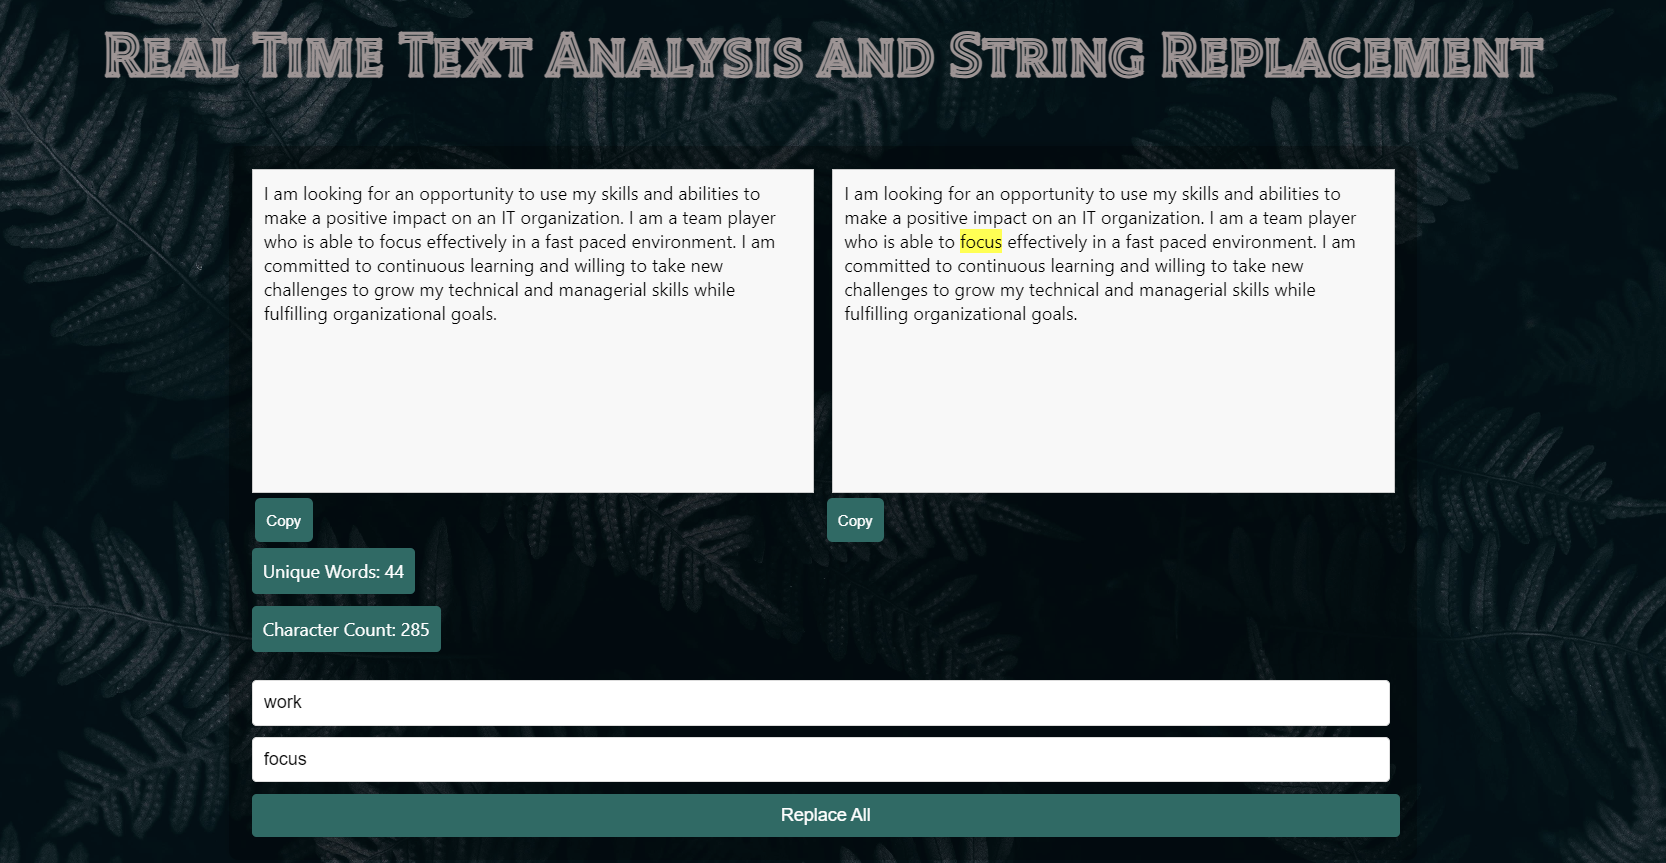 Real Time Text Analysis and String Replacement
I am looking for an opportunity to use my skills and abilities to
make a positive impact on an IT organization. I am a team player
who is able to focus effectively in a fast paced environment. I am
committed to continuous learning and willing to take new
challenges to grow my technical and managerial skills while
fulfilling organizational goals.
I am looking for an opportunity to use my skills and abilities to
make a positive impact on an IT organization. I am a team player
who is able to focus effectively in a fast paced environment. I am
committed to continuous learning and willing to take new
challenges to grow my technical and managerial skills while
fulfilling organizational goals.
Copy
Copy
Unique Words: 44
Character Count: 285
work
focus
Replace All